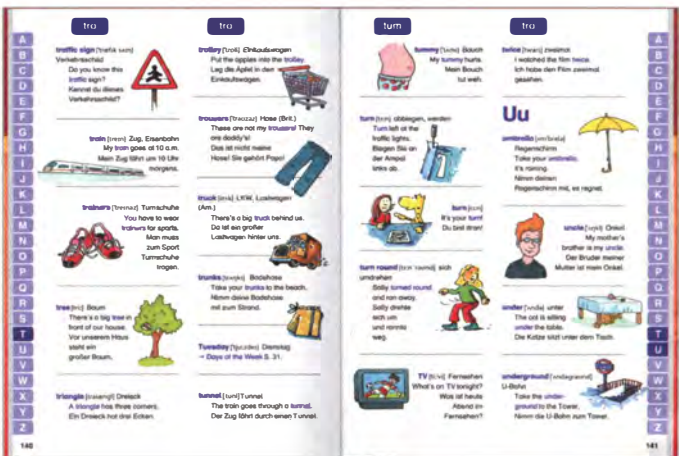 tra
traffic sign
Verkehrsschild
Do you know this
traffic sign?
Kennst du dieses
Verkehrsschild?
train Zug, Eisenbahn
My train goes at 10 a.m.
Mein Zug fährt um 10 Uhr
morgens.
trainers Turnschuhe
You have to wear
trainers for sports.
Man muss
zum Sport
Turnschuhe
tragen.
tree Baum
There's a big tree in
front of our house.
Vor unserem Haus
steht ein
großer Baum.
triangle Dreieck
A triangle has three corners.
Ein Dreieck hat drei Ecken.
140
tro
trolley Einkaufswagen
Put the apples into the trolley.
Leg die Äpfel in den
Einkaufswagen.
trousers Hose (Brit.)
These are not my trousers! They
are daddy's!
Das ist nicht meine
Hose! Sie gehört Papa!
truck LKW, Lastwagen
(Am.)
There's a big truck behind us.
Da ist ein großer
Lastwagen hinter uns.
trunks Badehose
Take your trunks to the beach.
Nimm deine Badehose
mit zum Strand.
Tuesday Dienstag
→ Days of the Week S. 31.
tunnel Tunnel
The train goes through a tunnel.
Der Zug fährt durch einen Tunnel.
A
B
C
D
E
F
G
H
I
J
K
L
M
N
O
P
Q
R
S
T
U
V
W
X
Y
Z
tum
tummy Bauch
My tummy hurts.
Mein Bauch
tut weh.
turn abbiegen, werden
Turn left at the
traffic lights.
Biegen Sie an
der Ampel
links ab.
turn
It's your turn!
Du bist dran!
turn round sich
umdrehen
Sally turned round
and ran away.
Sally drehte
sich um
und rannte
weg.
TV Fernsehen
What's on TV tonight?
Was ist heute
Abend im
Fernsehen?
tro
twice zweimal
I watched the film twice.
Ich habe den Film zweimal
gesehen.
Uu
umbrella
Regenschirm
Take your umbrella,
it's raining.
Nimm deinen
Regenschirm mit, es regnet.
uncle Onkel
My mother's
brother is my uncle.
Der Bruder meiner
Mutter ist mein Onkel.
under unter
The cat is sitting
under the table.
Die Katze sitzt unter dem Tisch.
underground
U-Bahn
Take the under-
ground to the Tower.
Nimm die U-Bahn zum Tower.
141
A
B
C
D
E
F
G
H
I
J
K
L
M
N
O
P
Q
R
S
T
U
V
W
X
Y
Z